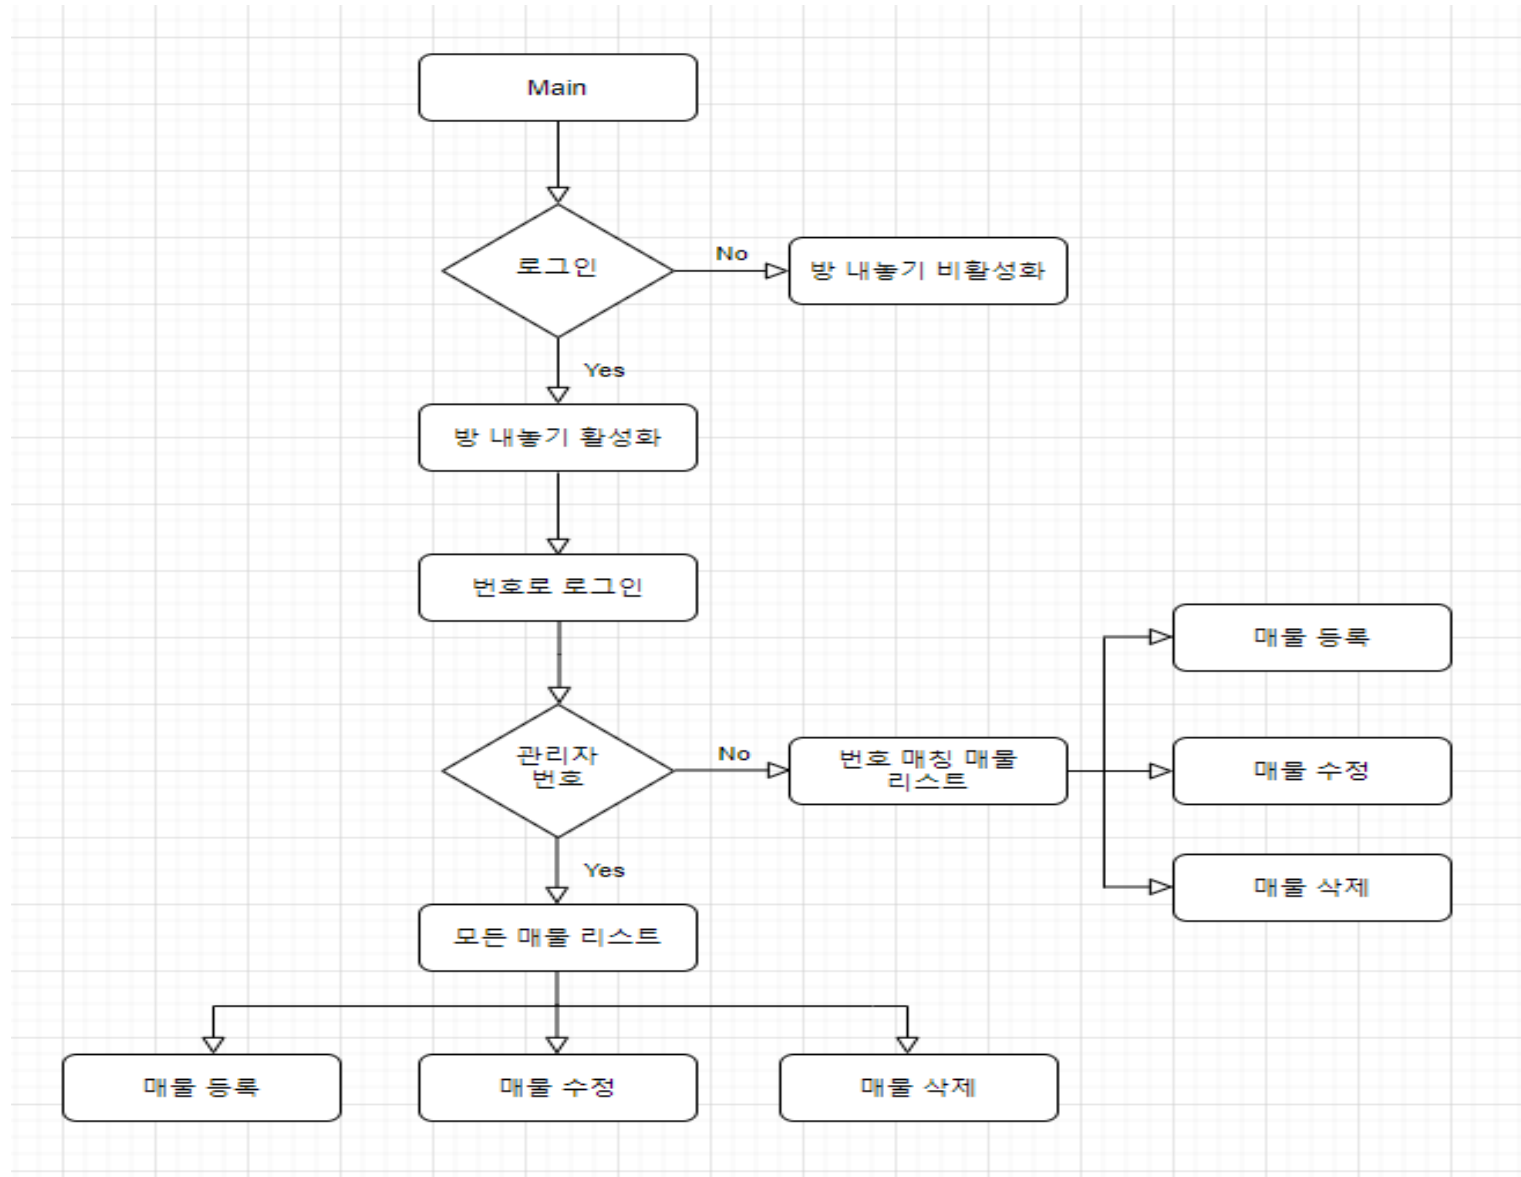 Main
로그인
No
방 내놓기 비활성화
Yes
방 내놓기 활성화
번호로 로그인
매물 등록
관리자
번호
No
번호 매칭 매물
리스트
매물 수정
Yes
매물 삭제
모든 매물 리스트
매물 등록
매물 수정
매물 삭제